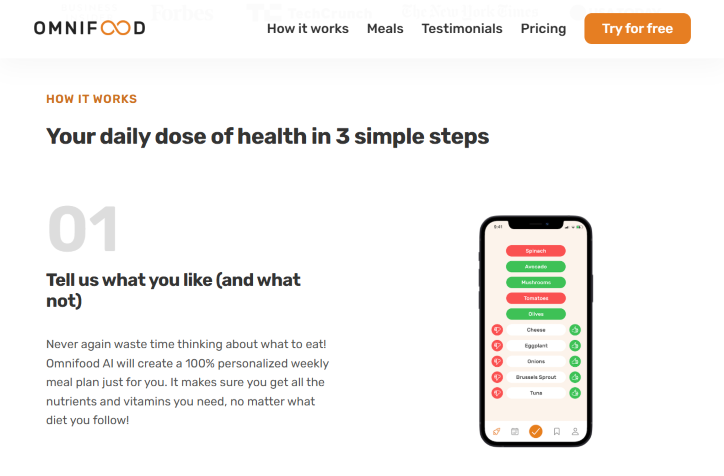 Forbes
TechCrunch
OMNIFOOD
How it works
Meals
Testimonials
Pricing
Try for free
HOW IT WORKS
Your daily dose of health in 3 simple steps
01
Tell us what you like (and what
not)
Never again waste time thinking about what to eat!
Omnifood AI will create a 100% personalized weekly
meal plan just for you. It makes sure you get all the
nutrients and vitamins you need, no matter what
diet you follow!
9:41
Spinach
Avocado
Mushrooms
Tomatoes
Olives
Cheese
Eggplant
Onions
Brussels Sprout
Tuna